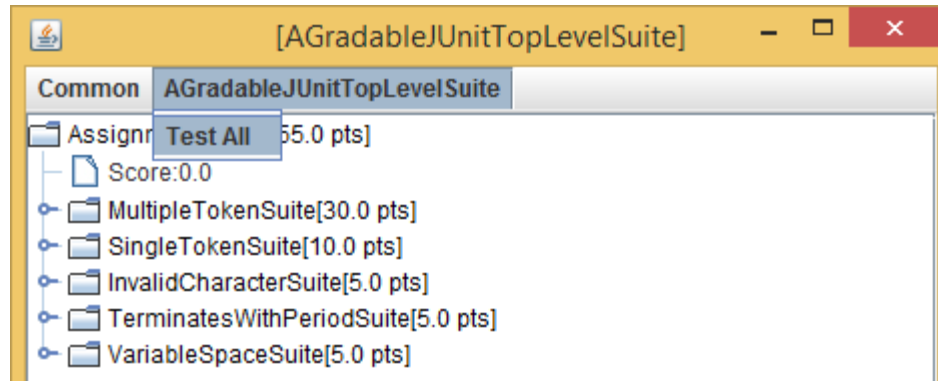 [AGradableJUnitTopLevelSuite]
Common AGradableJUnitTopLevelSuite
Test All
55.0 pts]
Score:0.0
MultipleTokenSuite[30.0 pts]
SingleTokenSuite[10.0 pts]
InvalidCharacterSuite[5.0 pts]
TerminatesWithPeriodSuite[5.0 pts]
VariableSpaceSuite[5.0 pts]